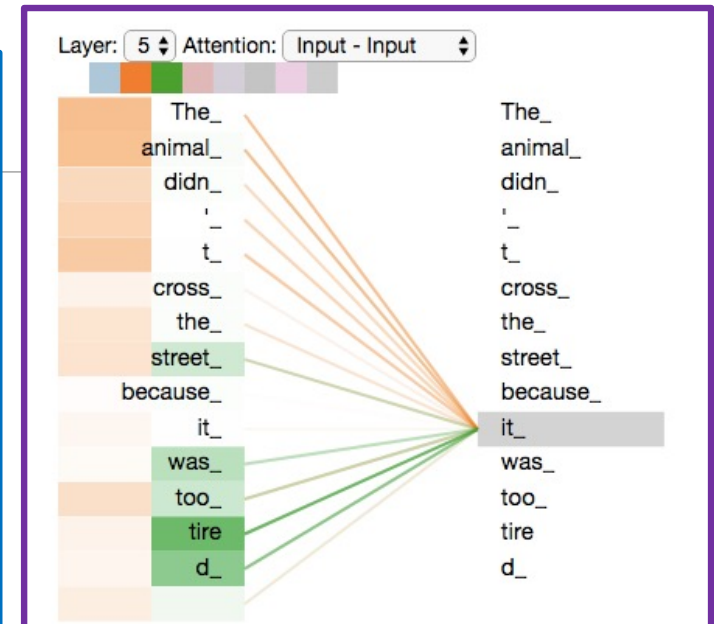 Layer: 5 Attention: Input - Input
The_ The_
animal_ animal_
didn_ didn_
'_ '_
t_ t_
cross_ cross_
the_ the_
street_ street_
because_ because_
it_ it_
was_ was_
too_ too_
tire tire
d_ d_